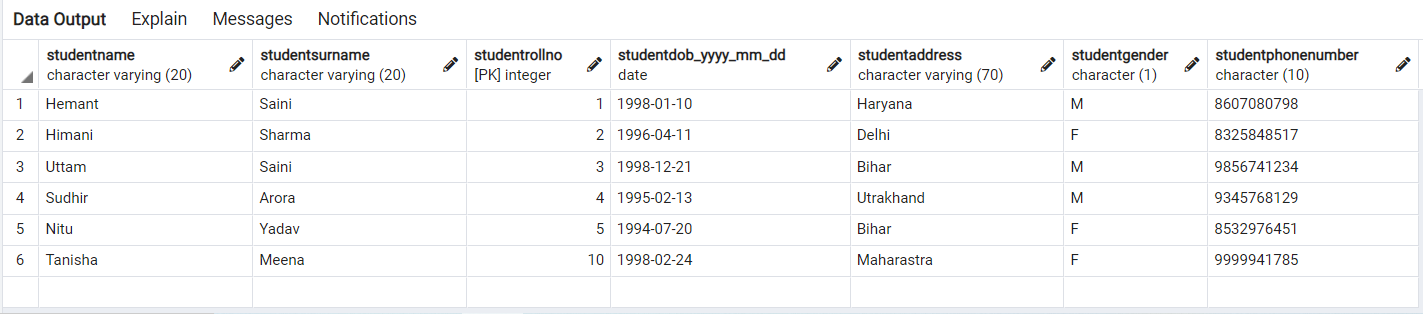 Data Output Explain Messages Notifications
studentname studentsurname studentrollno studentdob_yyyy_mm_dd studentaddress studentgender studentphonenumber
character varying (20) character varying (20) [PK] integer date character varying (70) character (1) character (10)
1 Hemant Saini 1 1998-01-10 Haryana M 8607080798
2 Himani Sharma 2 1996-04-11 Delhi F 8325848517
3 Uttam Saini 3 1998-12-21 Bihar M 9856741234
4 Sudhir Arora 4 1995-02-13 Utrakhand M 9345768129
5 Nitu Yadav 5 1994-07-20 Bihar F 8532976451
6 Tanisha Meena 10 1998-02-24 Maharastra F 9999941785